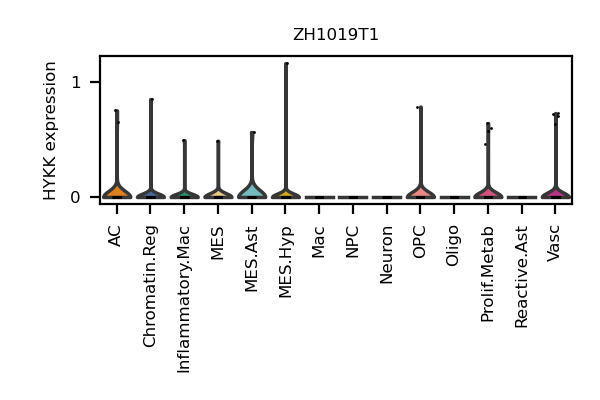 ZH1019T1
HYKK expression
1
0
AC
Chromatin.Reg
Inflammatory.Mac
MES
MES.Ast
MES.Hyp
Mac
NPC
Neuron
OPC
Oligo
Prolif.Metab
Reactive.Ast
Vasc